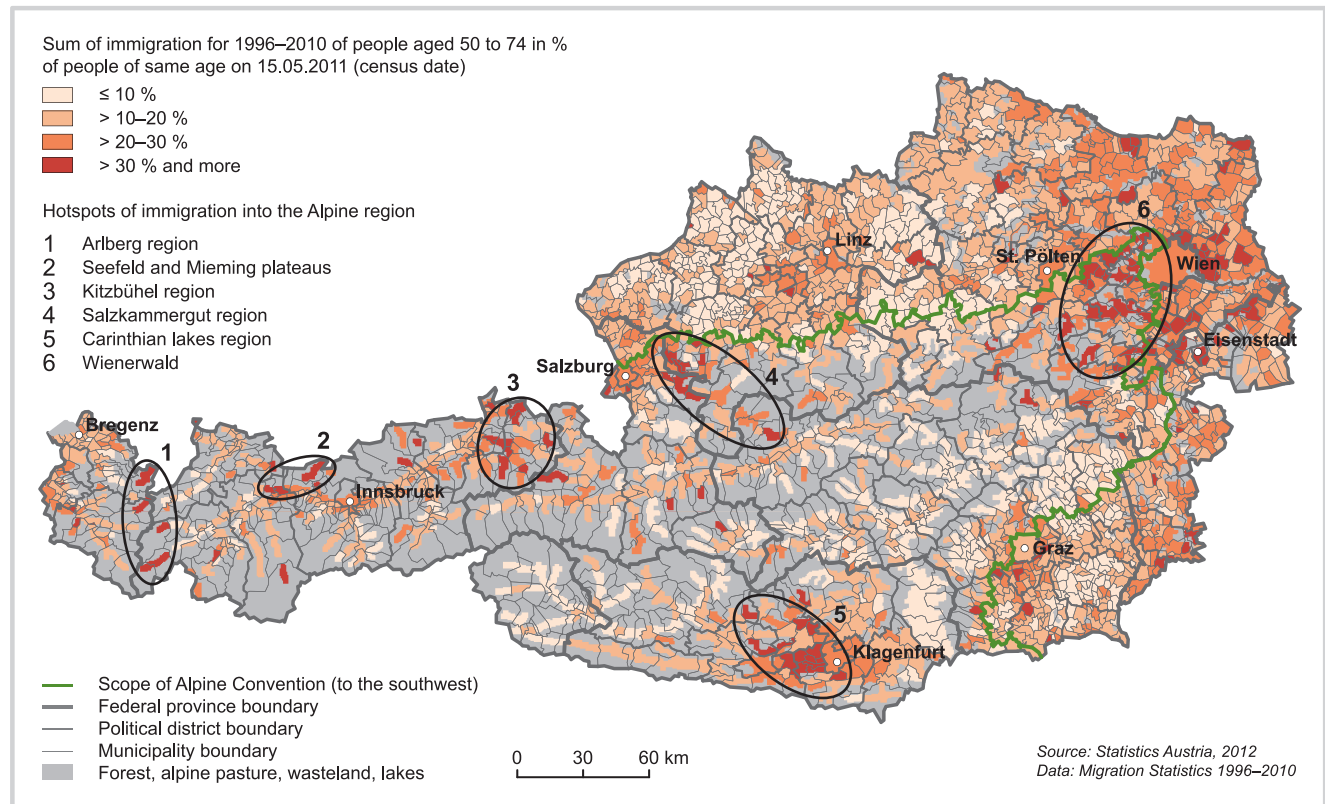 Sum of immigration for 1996–2010 of people aged 50 to 74 in %
of people of same age on 15.05.2011 (census date)
≤ 10 %
> 10–20 %
> 20–30 %
> 30 % and more
Hotspots of immigration into the Alpine region
1 Arlberg region
2 Seefeld and Mieming plateaus
3 Kitzbühel region
4 Salzkammergut region
5 Carinthian lakes region
6 Wienerwald
6
Linz
St. Pölten
Wien
Eisenstadt
Salzburg
4
3
Bregenz
1
2
Innsbruck
Graz
5
Klagenfurt
Scope of Alpine Convention (to the southwest)
Federal province boundary
Political district boundary
Municipality boundary
Forest, alpine pasture, wasteland, lakes
0 30 60 km
Source: Statistics Austria, 2012
Data: Migration Statistics 1996–2010